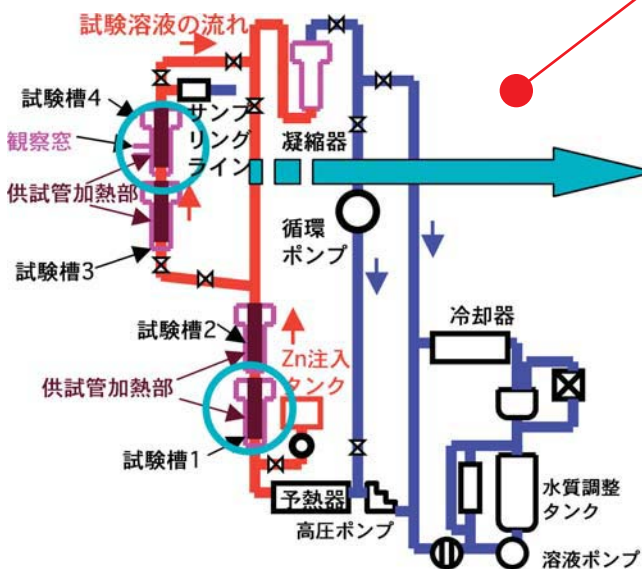 試験溶液の流れ
試験槽4
観察窓
供試管加熱部
試験槽3
サンプ
リング
ライン
凝縮器
循環
ポンプ
試験槽2
Zn注入
タンク
供試管加熱部
試験槽1
冷却器
予熱器
高圧ポンプ
水質調整
タンク
溶液ポンプ